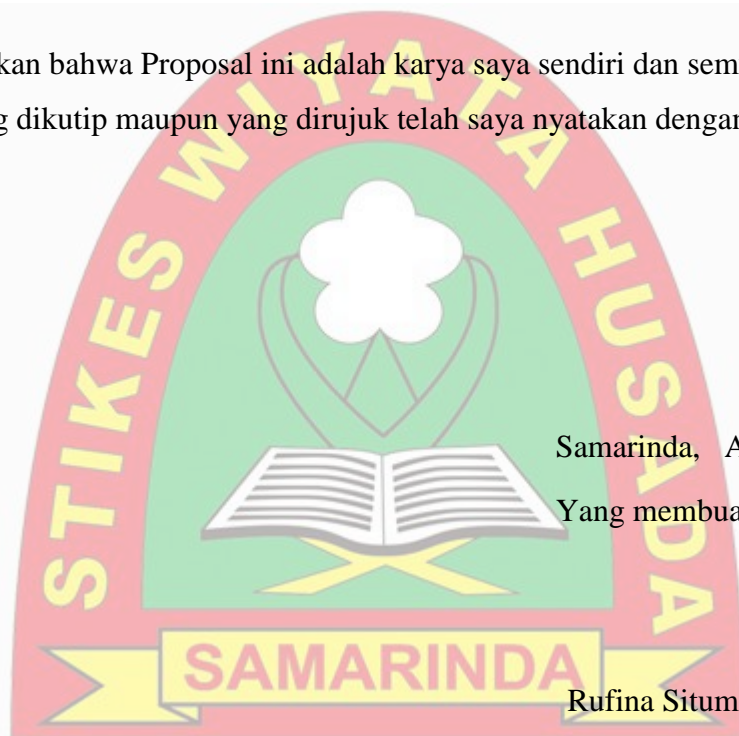 kan bahwa Proposal ini adalah karya saya sendiri dan sem
g dikutip maupun yang dirujuk telah saya nyatakan dengan
STIKES WIYATA HUSADA
Samarinda, A
Yang membua
SAMARINDA
Rufina Situm